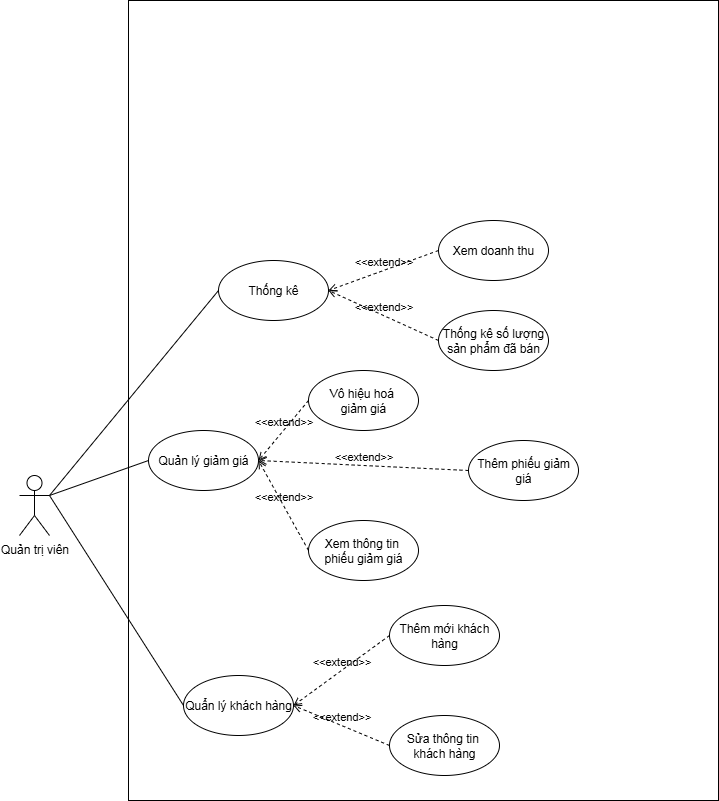 Xem doanh thu
<<extend>>
Thống kê
<<extend>>
Thống kê số lượng
sản phẩm đã bán
Vô hiệu hoá
giảm giá
<<extend>>
Quản lý giảm giá
<<extend>>
Thêm phiếu giảm
giá
<<extend>>
Xem thông tin
phiếu giảm giá
Quản trị viên
Thêm mới khách
hàng
<<extend>>
Quẩn lý khách hàng
<<extend>>
Sửa thông tin
khách hàng